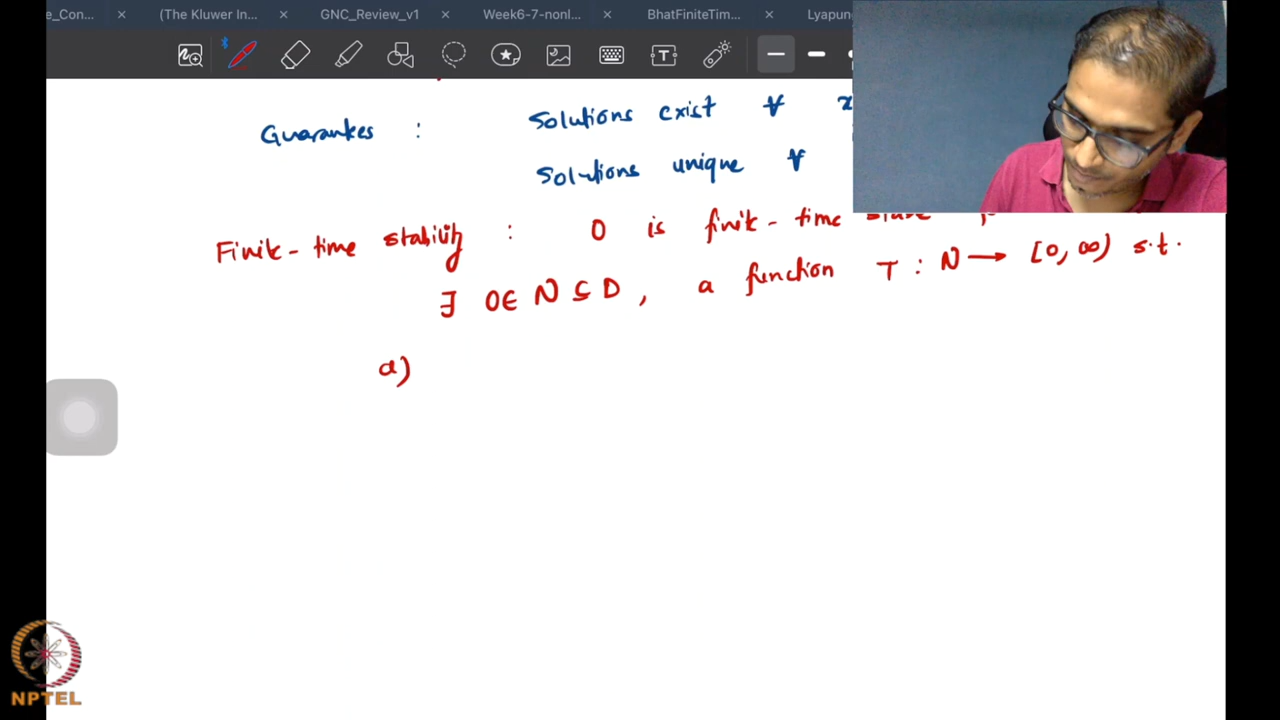 e_Con... (The Kluwer In... GNC_Review_v1 Week6-7-nonl... BhatFiniteTim... Lyapun
Guarantees : Solutions exist ∀ x
Solutions unique ∀
Finite-time stability : 0 is finite-time
∃ 0 ∈ N ⊆ D , a function T : N → [0, ∞) s.t.
a)
NPTEL